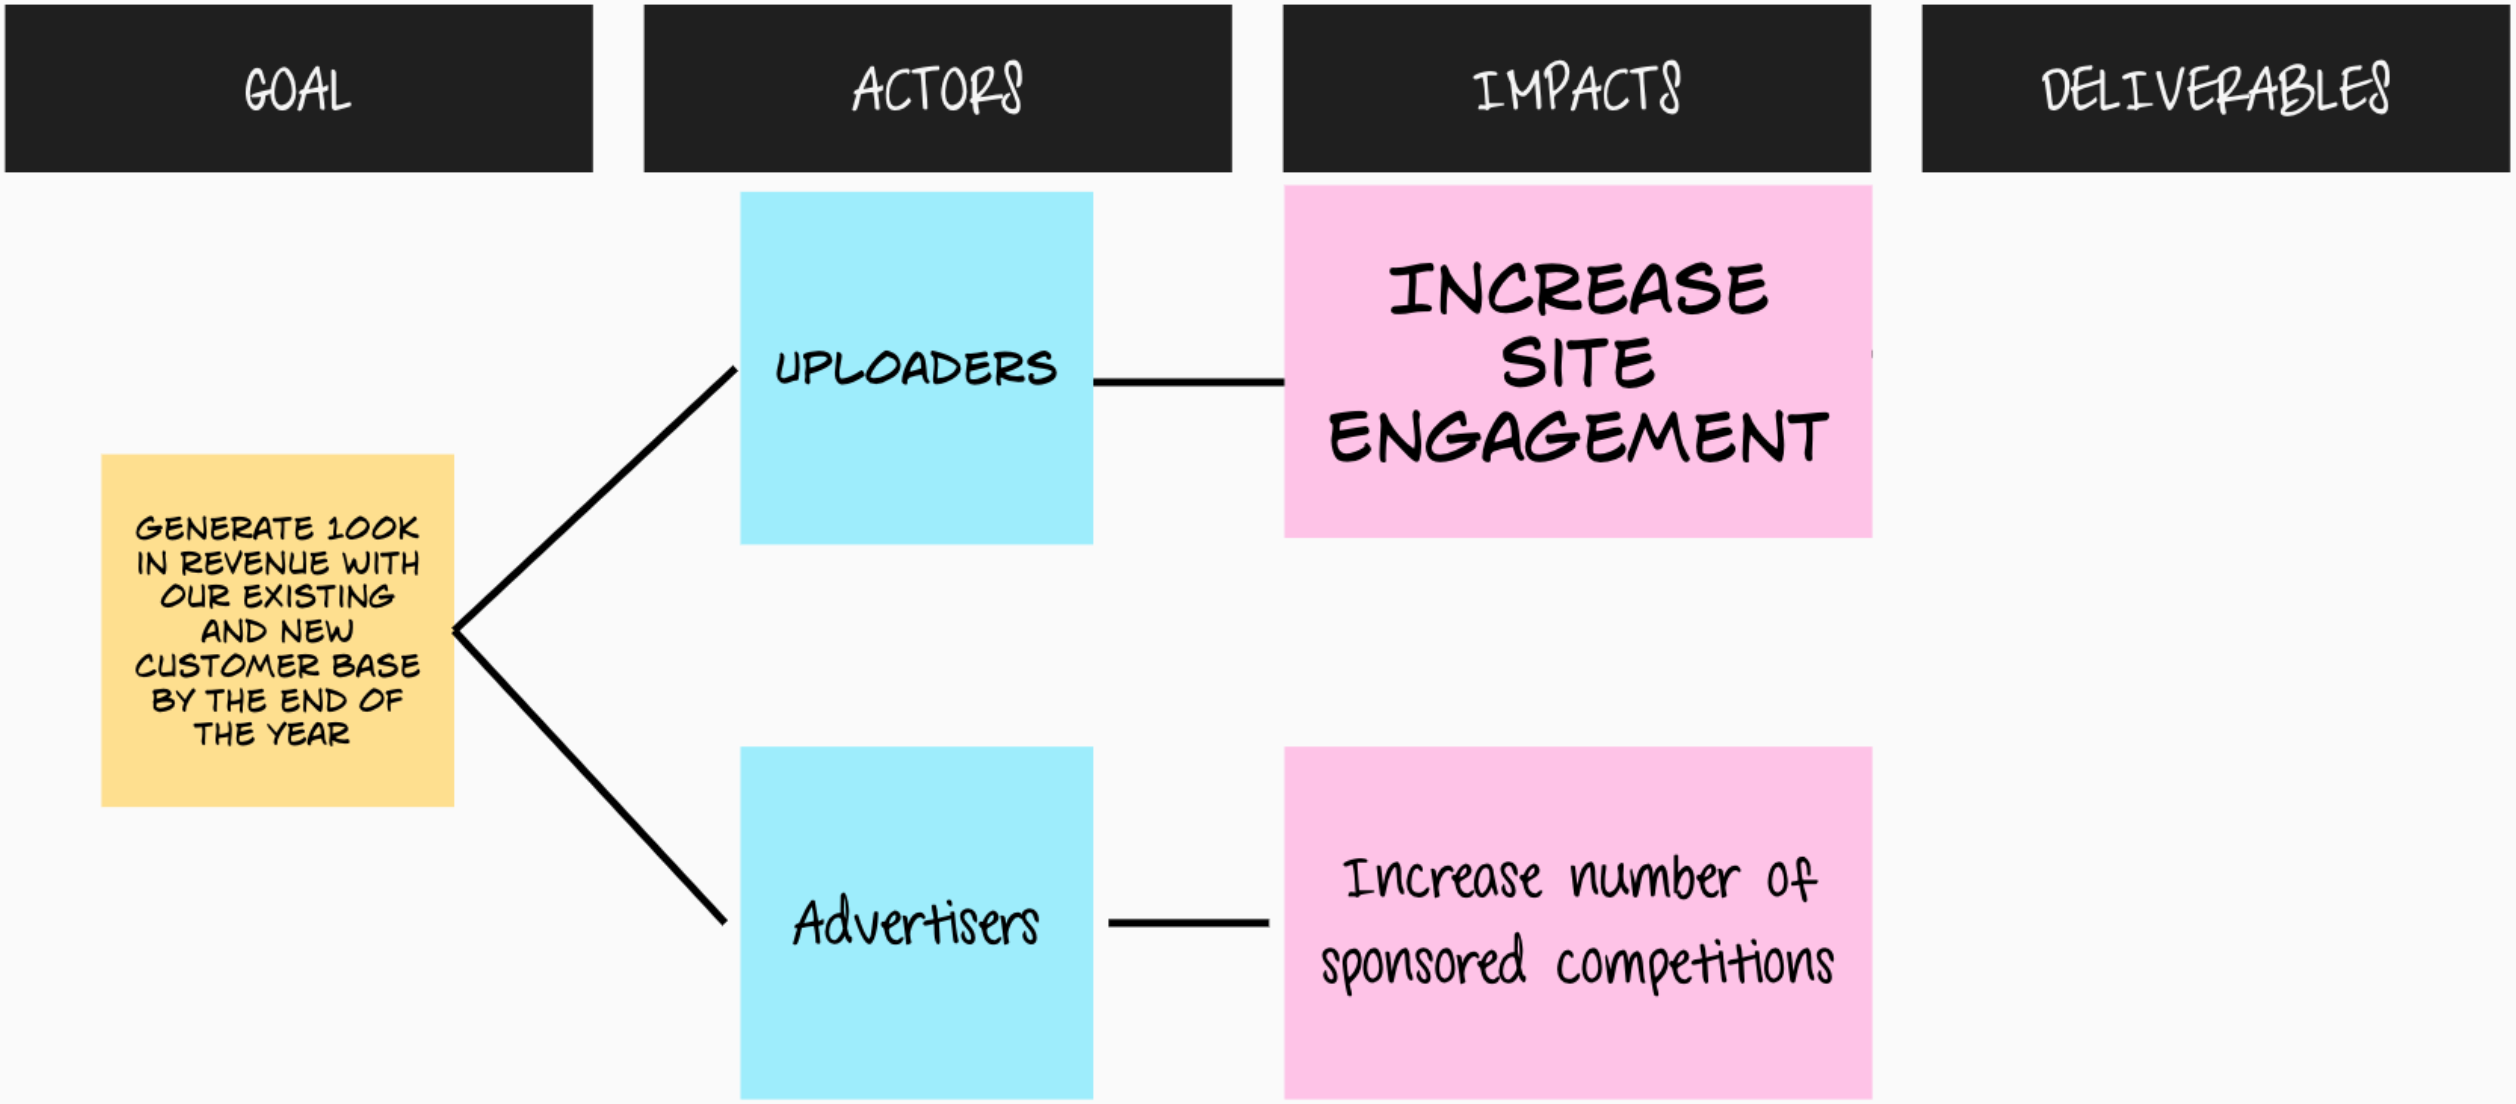 GOAL
ACTORS
IMPACTS
DELIVERABLES
GENERATE 100K
IN REVENUE WITH
OUR EXISTING
AND NEW
CUSTOMER BASE
BY THE END OF
THE YEAR
UPLOADERS
INCREASE
SITE
ENGAGEMENT
Advertisers
Increase number of
sponsored competitions